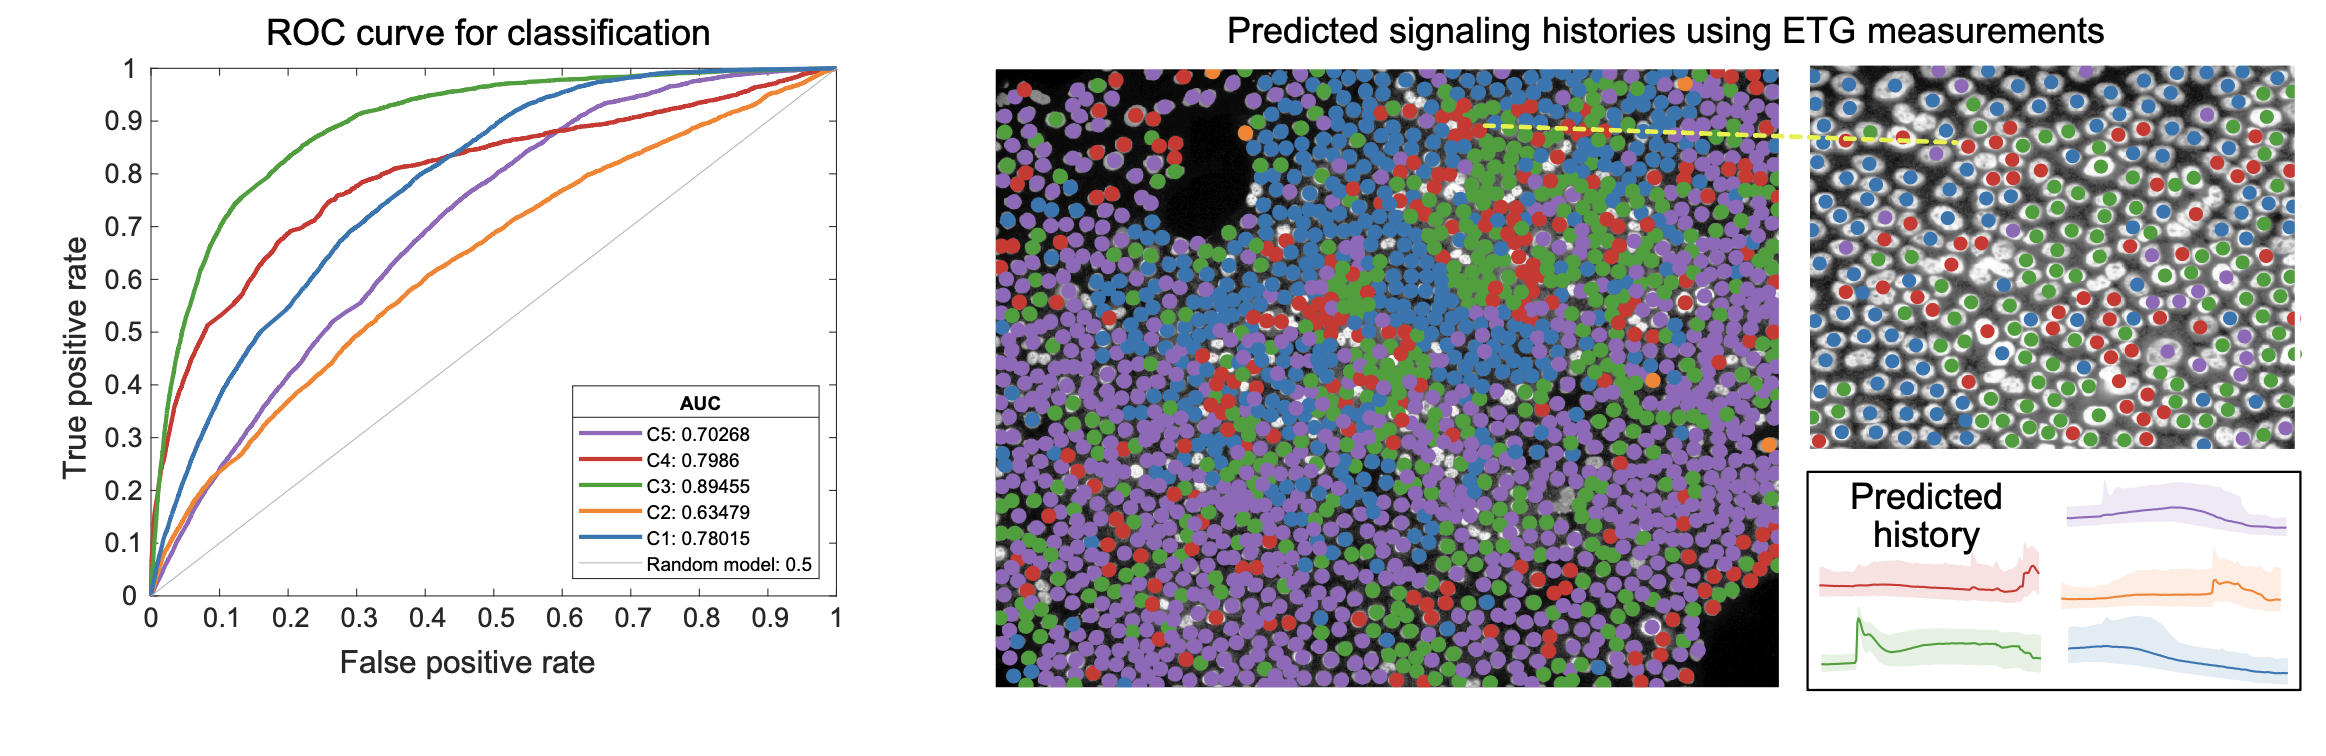 ROC curve for classification
1
0.9
0.8
0.7
0.6
0.5
0.4
0.3
0.2
0.1
0
True positive rate
0 0.1 0.2 0.3 0.4 0.5 0.6 0.7 0.8 0.9 1
False positive rate
AUC
C5: 0.70268
C4: 0.7986
C3: 0.89455
C2: 0.63479
C1: 0.78015
Random model: 0.5
Predicted signaling histories using ETG measurements
Predicted
history